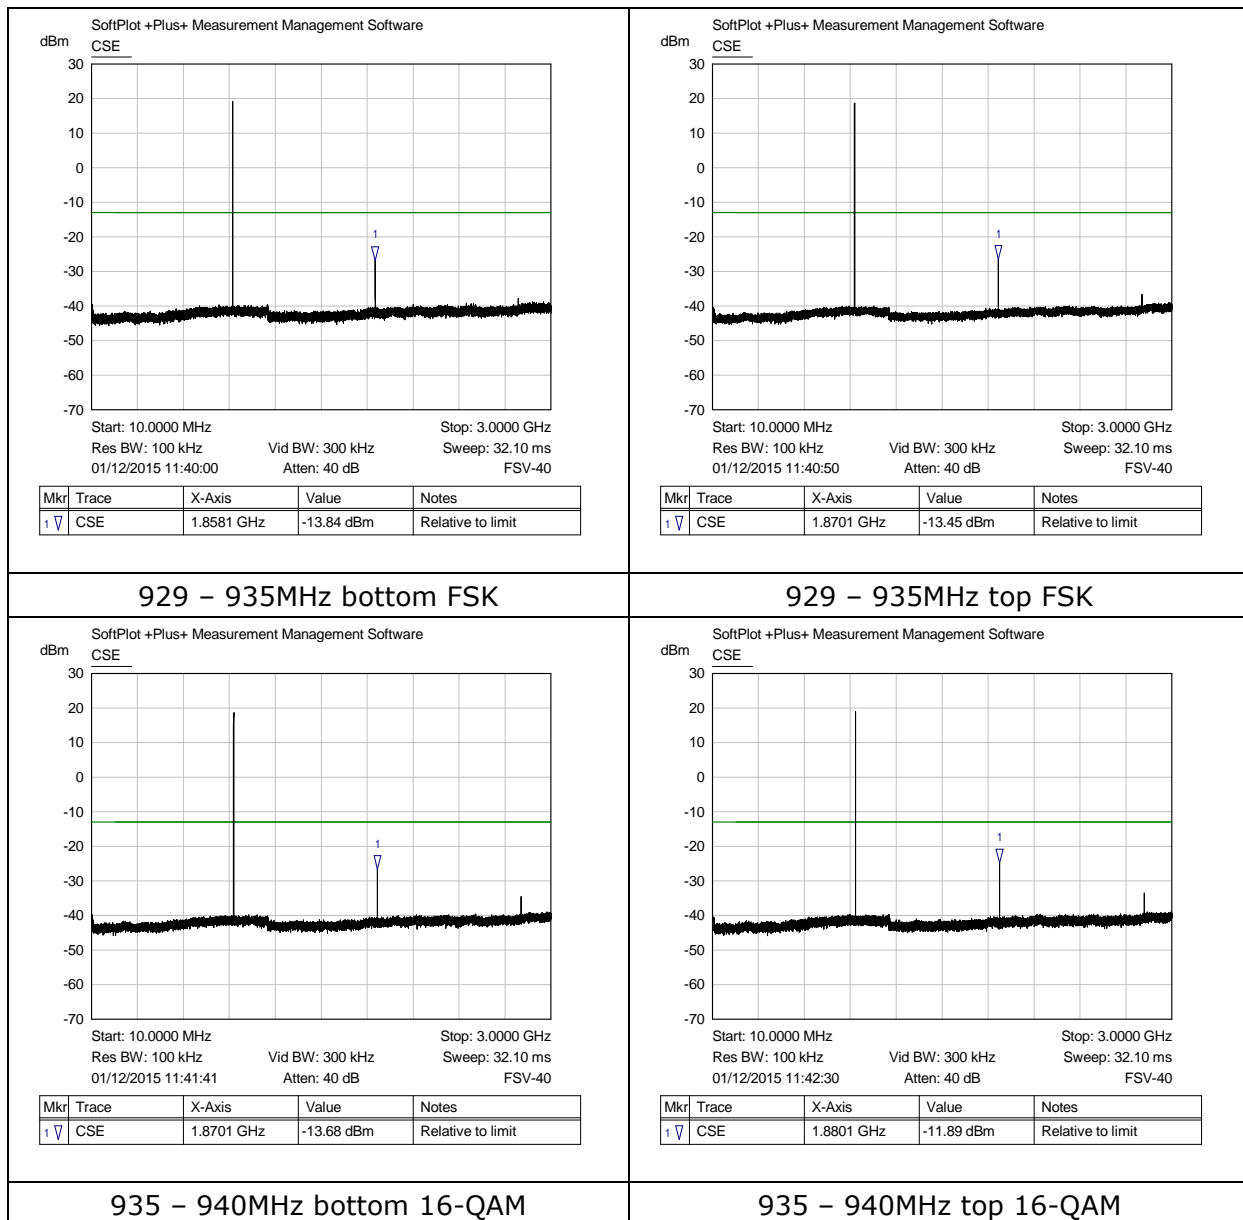 SoftPlot +Plus+ Measurement Management Software
dBm
CSE
30
20
10
0
-10
-20
-30
-40
-50
-60
-70
1
Start: 10.0000 MHz Stop: 3.0000 GHz
Res BW: 100 kHz Vid BW: 300 kHz Sweep: 32.10 ms
01/12/2015 11:40:00 Atten: 40 dB FSV-40
Mkr Trace X-Axis Value Notes
1 CSE 1.8581 GHz -13.84 dBm Relative to limit
929 – 935MHz bottom FSK
SoftPlot +Plus+ Measurement Management Software
dBm
CSE
30
20
10
0
-10
-20
-30
-40
-50
-60
-70
1
Start: 10.0000 MHz Stop: 3.0000 GHz
Res BW: 100 kHz Vid BW: 300 kHz Sweep: 32.10 ms
01/12/2015 11:40:50 Atten: 40 dB FSV-40
Mkr Trace X-Axis Value Notes
1 CSE 1.8701 GHz -13.45 dBm Relative to limit
929 – 935MHz top FSK
SoftPlot +Plus+ Measurement Management Software
dBm
CSE
30
20
10
0
-10
-20
-30
-40
-50
-60
-70
1
Start: 10.0000 MHz Stop: 3.0000 GHz
Res BW: 100 kHz Vid BW: 300 kHz Sweep: 32.10 ms
01/12/2015 11:41:41 Atten: 40 dB FSV-40
Mkr Trace X-Axis Value Notes
1 CSE 1.8701 GHz -13.68 dBm Relative to limit
935 – 940MHz bottom 16-QAM
SoftPlot +Plus+ Measurement Management Software
dBm
CSE
30
20
10
0
-10
-20
-30
-40
-50
-60
-70
1
Start: 10.0000 MHz Stop: 3.0000 GHz
Res BW: 100 kHz Vid BW: 300 kHz Sweep: 32.10 ms
01/12/2015 11:42:30 Atten: 40 dB FSV-40
Mkr Trace X-Axis Value Notes
1 CSE 1.8801 GHz -11.89 dBm Relative to limit
935 – 940MHz top 16-QAM